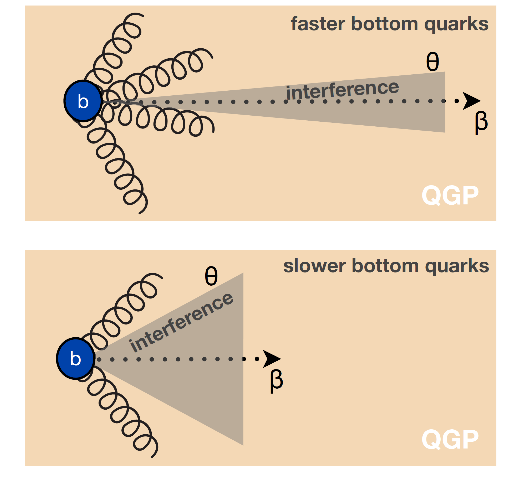 faster bottom quarks
θ
interference
b
β
QGP
slower bottom quarks
θ
interference
b
β
QGP